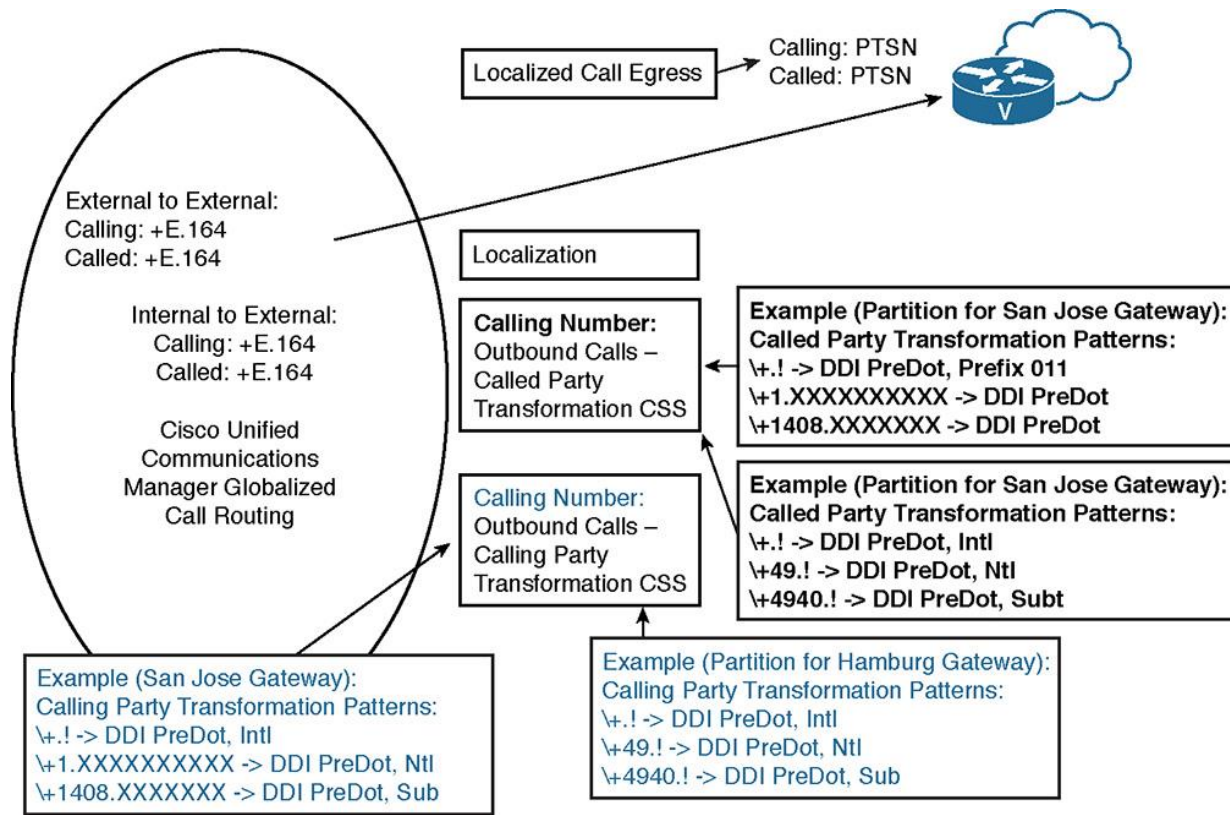 Localized Call Egress
Calling: PTSN
Called: PTSN
V
External to External:
Calling: +E.164
Called: +E.164
Internal to External:
Calling: +E.164
Called: +E.164
Cisco Unified
Communications
Manager Globalized
Call Routing
Localization
Calling Number:
Outbound Calls –
Called Party
Transformation CSS
Example (Partition for San Jose Gateway):
Called Party Transformation Patterns:
\+.! -> DDI PreDot, Prefix 011
\+1.XXXXXXXXXX -> DDI PreDot
\+1408.XXXXXXX -> DDI PreDot
Calling Number:
Outbound Calls –
Calling Party
Transformation CSS
Example (Partition for San Jose Gateway):
Called Party Transformation Patterns:
\+.! -> DDI PreDot, Intl
\+49.! -> DDI PreDot, Ntl
\+4940.! -> DDI PreDot, Subt
Example (San Jose Gateway):
Calling Party Transformation Patterns:
\+.! -> DDI PreDot, Intl
\+1.XXXXXXXXXX -> DDI PreDot, Ntl
\+1408.XXXXXXX -> DDI PreDot, Sub
Example (Partition for Hamburg Gateway):
Calling Party Transformation Patterns:
\+.! -> DDI PreDot, Intl
\+49.! -> DDI PreDot, Ntl
\+4940.! -> DDI PreDot, Sub